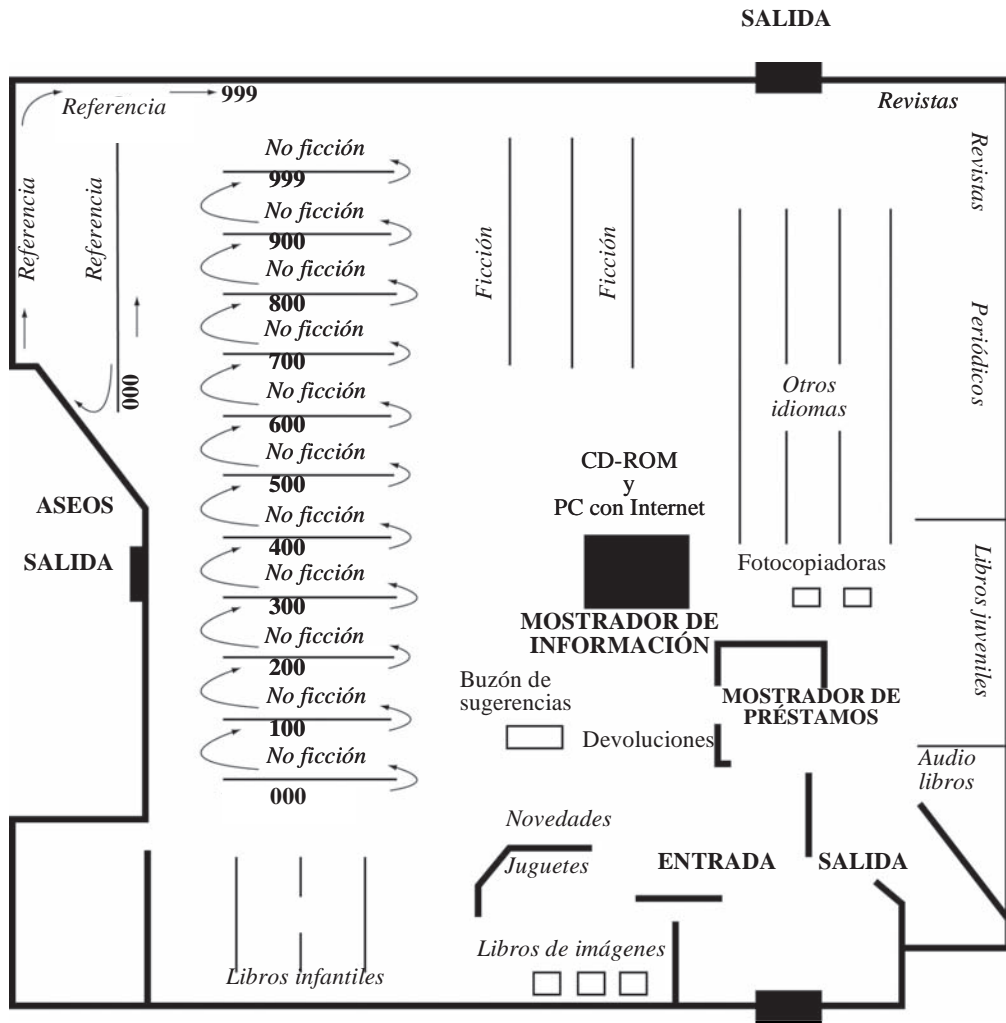 SALIDA
Referencia
999
Revistas
Revistas
Referencia
Referencia
000
No ficción
999
No ficción
900
No ficción
800
No ficción
700
No ficción
600
No ficción
500
No ficción
400
No ficción
300
No ficción
200
No ficción
100
No ficción
000
Ficción
Ficción
Otros
idiomas
Periódicos
ASEOS
SALIDA
CD-ROM
y
PC con Internet
MOSTRADOR DE
INFORMACIÓN
Fotocopiadoras
Libros juveniles
Buzón de
sugerencias
Devoluciones
MOSTRADOR DE
PRÉSTAMOS
Audio
libros
Novedades
Juguetes
ENTRADA
SALIDA
Libros de imágenes
Libros infantiles